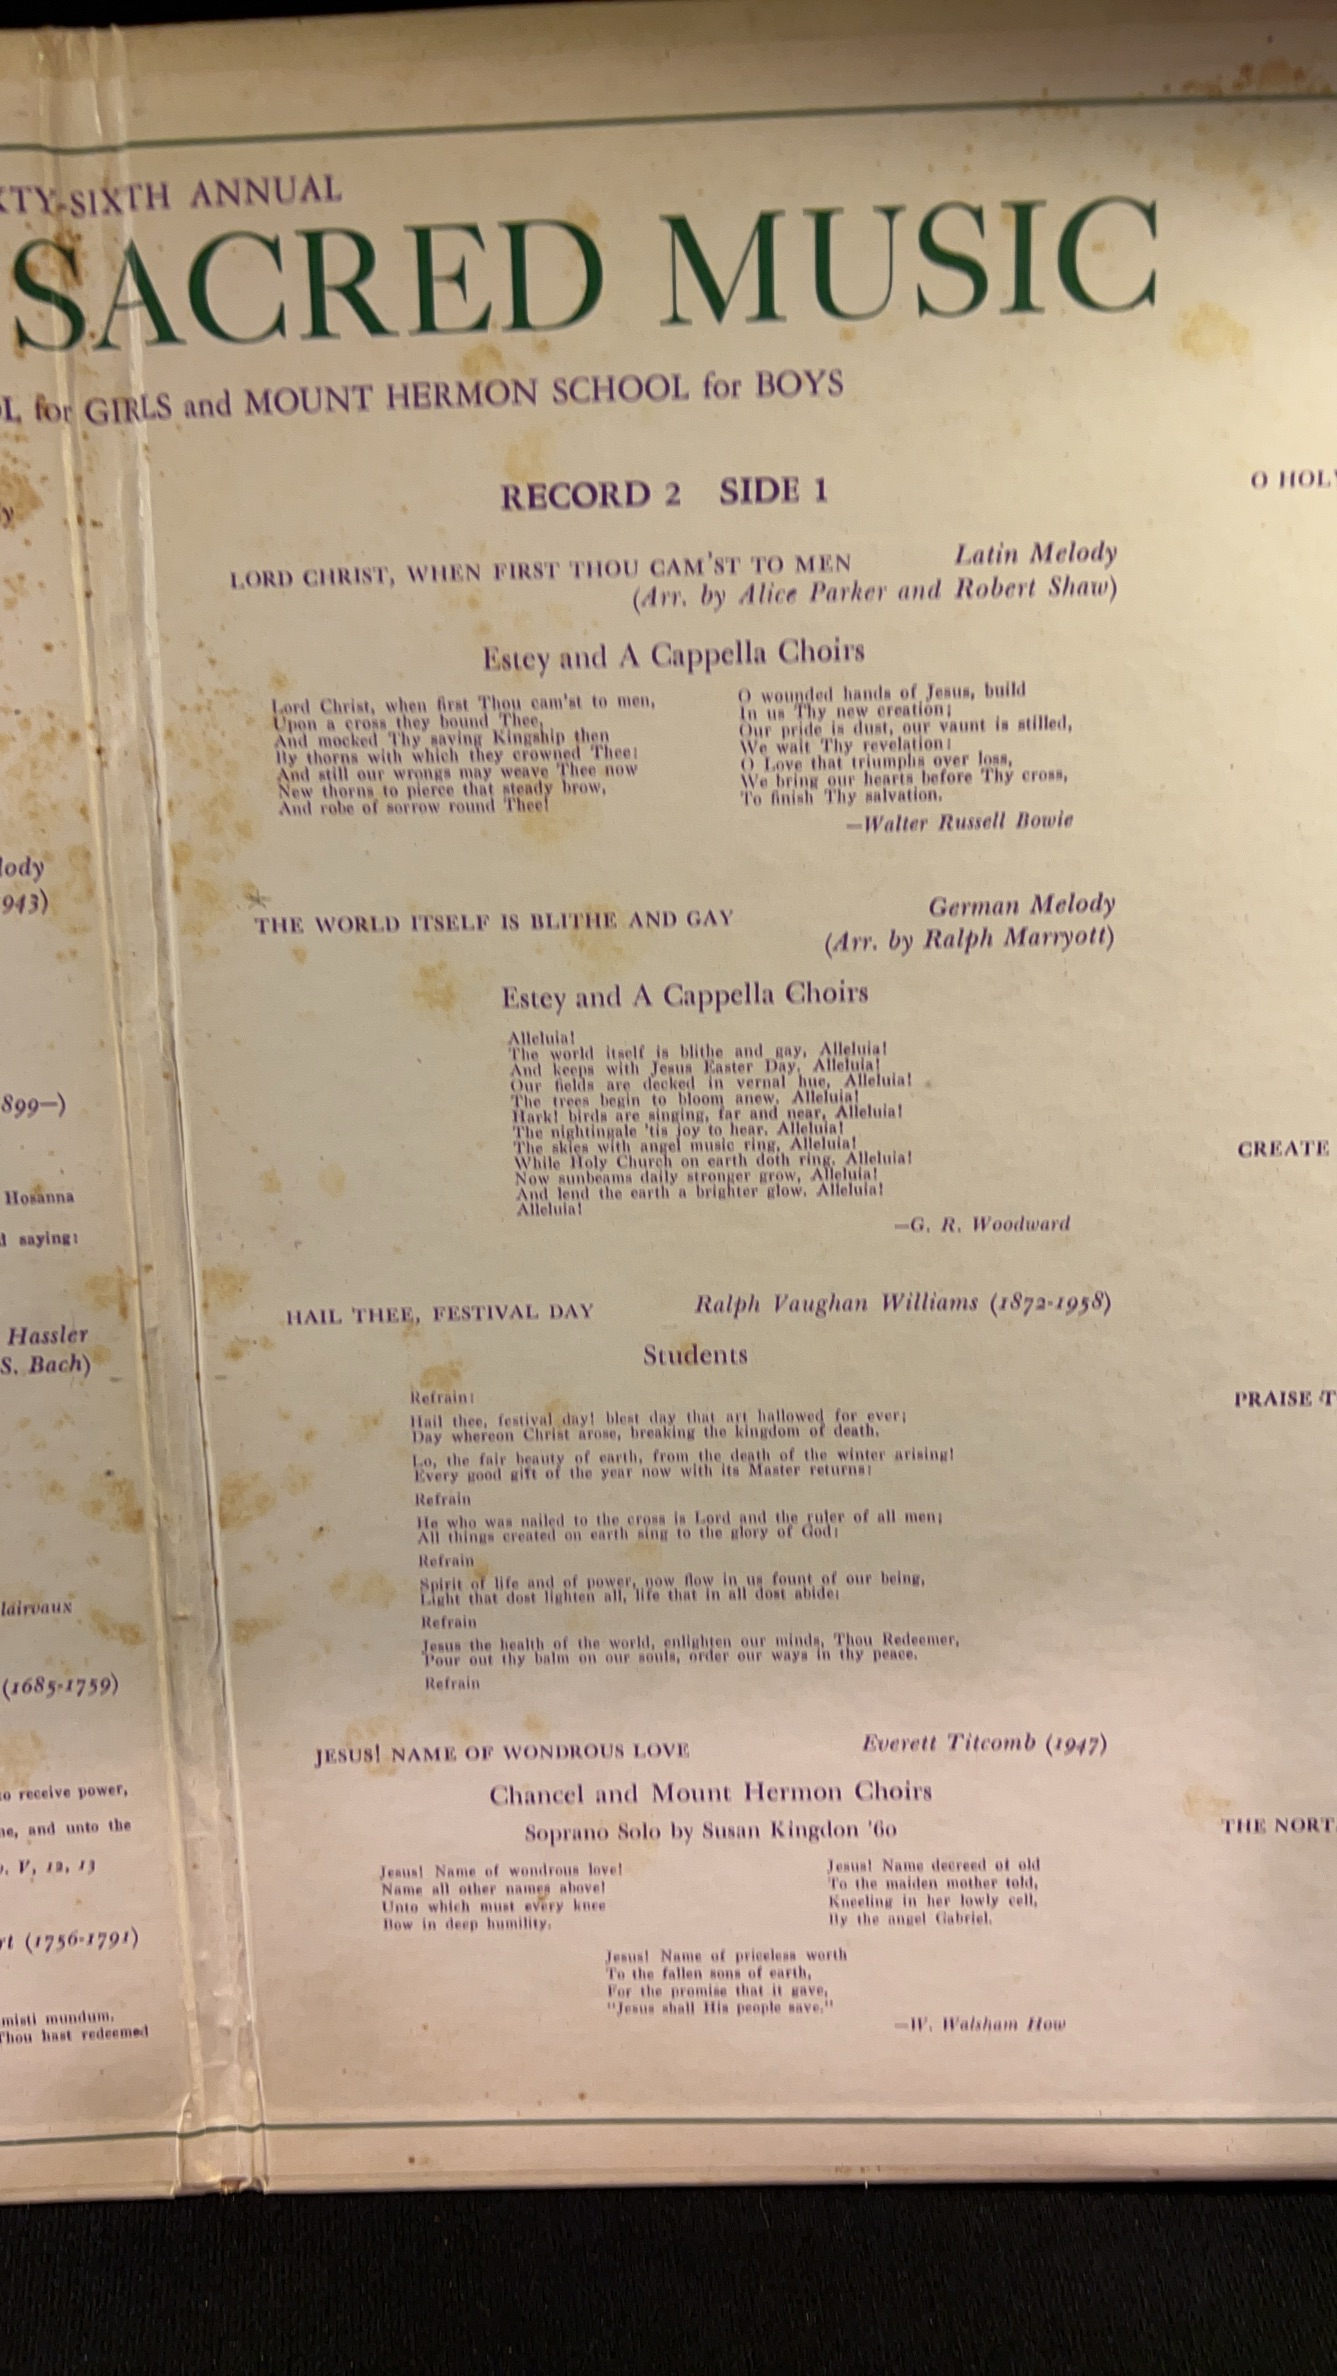 SIXTH ANNUAL
SACRED MUSIC
for GIRLS and MOUNT HERMON SCHOOL for BOYS
943)
899—)
Hosanna
saying:
Hassler
S. Bach)
(1685-1759)
receive power,
and unto the
V, 12, 13
(1756-1791)
mundum.
Thou hast redeemed
RECORD 2 SIDE 1
LORD CHRIST, WHEN FIRST THOU CAM'ST TO MEN Latin Melody
(Arr. by Alice Parker and Robert Shaw)
Estey and A Cappella Choirs
Lord Christ, when first Thou cam'st to men,
Upon a cross they bound Thee,
And mocked Thy saving Kingship then
By thorns with which they crowned Thee:
And still our wrongs may weave Thee now
New thorns to pierce that steady brow,
And robe of sorrow round Thee!
O wounded hands of Jesus, build
In us Thy new creation;
Our pride is dust, our vaunt is stilled,
We wait Thy revelation:
O Love that triumphs over loss,
We bring our hearts before Thy cross,
To finish Thy salvation.
—Walter Russell Bowie
THE WORLD ITSELF IS BLITHE AND GAY German Melody
(Arr. by Ralph Marryott)
Estey and A Cappella Choirs
Alleluia!
The world itself is blithe and gay, Alleluia!
And keeps with Jesus Easter Day. Alleluia!
Our fields are decked in vernal hue, Alleluia!
The trees begin to bloom anew. Alleluia!
Hark! birds are singing, far and near, Alleluia!
The nightingale 'tis joy to hear. Alleluia!
The skies with angel music ring, Alleluia!
While Holy Church on earth doth ring. Alleluia!
Now sunbeams daily stronger grow, Alleluia!
And lend the earth a brighter glow. Alleluia!
Alleluia!
—G. R. Woodward
HAIL THEE, FESTIVAL DAY Ralph Vaughan Williams (1872-1958)
Students
Refrain:
Hail thee, festival day! blest day that art hallowed for ever;
Day whereon Christ arose, breaking the kingdom of death.
Lo, the fair beauty of earth, from the death of the winter arising!
Every good gift of the year now with its Master returns:
Refrain
He who was nailed to the cross is Lord and the ruler of all men;
All things created on earth sing to the glory of God:
Refrain
Spirit of life and of power, now flow in us fount of our being,
Light that dost lighten all, life that in all dost abide:
Refrain
Jesus the health of the world, enlighten our minds, Thou Redeemer,
Pour out thy balm on our souls, order our ways in thy peace.
Refrain
JESUS! NAME OF WONDROUS LOVE Everett Titcomb (1947)
Chancel and Mount Hermon Choirs
Soprano Solo by Susan Kingdon '60
Jesus! Name of wondrous love!
Name all other names above!
Unto which must every knee
Bow in deep humility.
Jesus! Name decreed of old
To the maiden mother told,
Kneeling in her lowly cell,
By the angel Gabriel.
Jesus! Name of priceless worth
To the fallen sons of earth,
For the promise that it gave,
"Jesus shall His people save."
—W. Walsham How
O HOLY
CREATE
PRAISE
THE